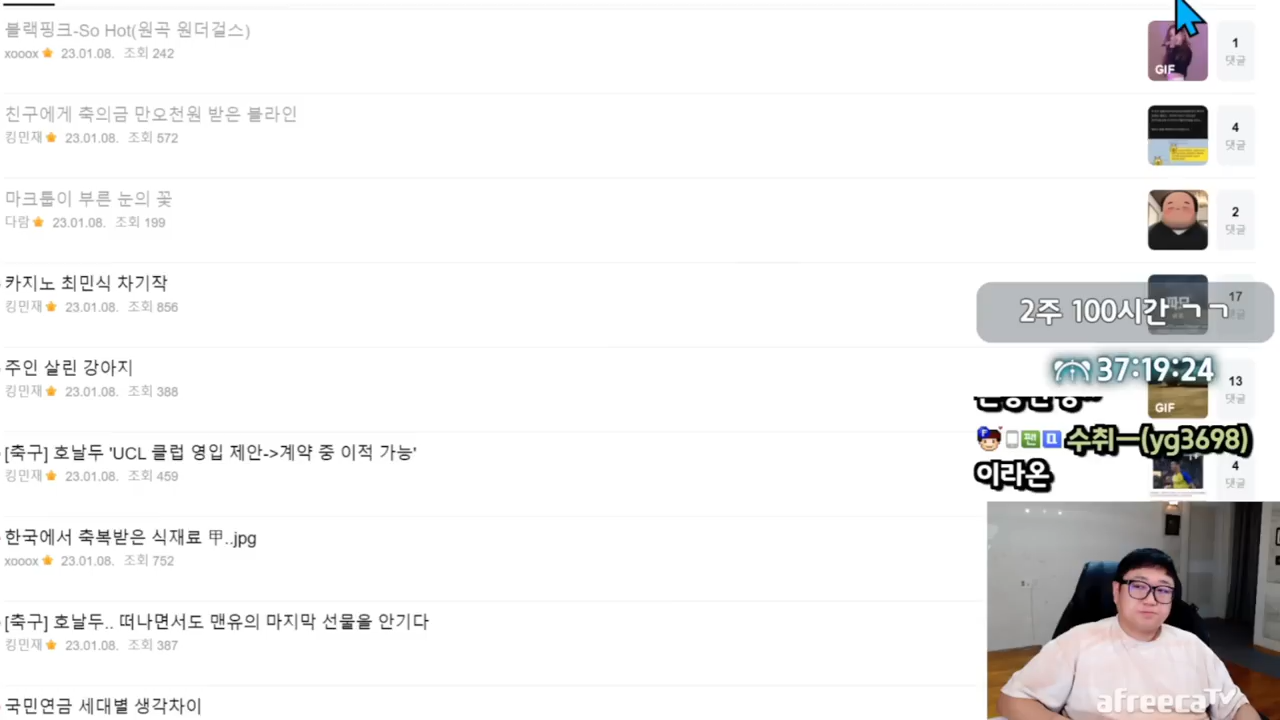 블랙핑크-So Hot(원곡 원더걸스)
xooox 23.01.08. 조회 242
GIF
1
댓글
친구에게 축의금 만오천원 받은 블라인
킹민재 23.01.08. 조회 572
4
댓글
마크툽이 부른 눈의 꽃
다람 23.01.08. 조회 199
2
댓글
카지노 최민식 차기작
킹민재 23.01.08. 조회 856
17
2주 100시간 ㄱㄱ
37:19:24
주인 살린 강아지
킹민재 23.01.08. 조회 388
GIF
13
댓글
수취ㅡ(yg3698)
이라온
[축구] 호날두 'UCL 클럽 영입 제안->계약 중 이적 가능'
킹민재 23.01.08. 조회 459
4
댓글
한국에서 축복받은 식재료 甲..jpg
xooox 23.01.08. 조회 752
[축구] 호날두.. 떠나면서도 맨유의 마지막 선물을 안기다
킹민재 23.01.08. 조회 387
국민연금 세대별 생각차이
afreecaTV